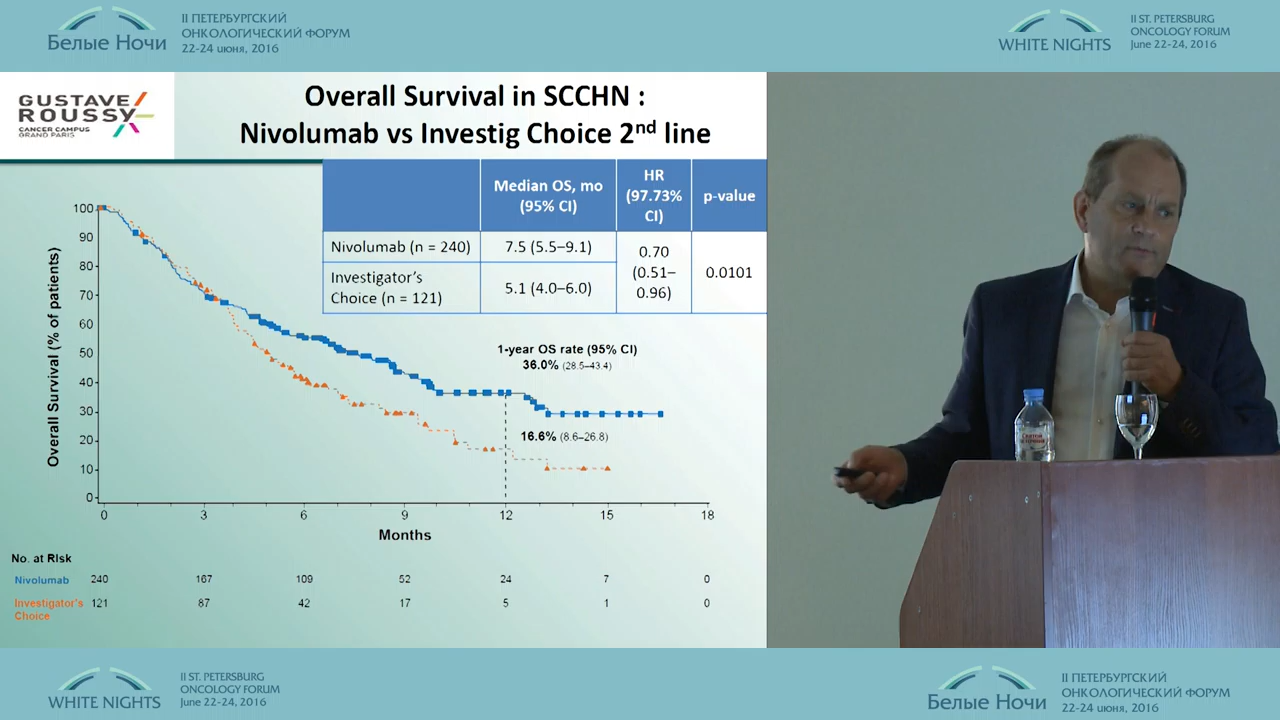 Белые Ночи
II ПЕТЕРБУРГСКИЙ
ОНКОЛОГИЧЕСКИЙ ФОРУМ
22-24 июня, 2016
WHITE NIGHTS
II ST. PETERSBURG
ONCOLOGY FORUM
June 22-24, 2016
GUSTAVE
ROUSSY
CANCER CAMPUS
GRAND PARIS
Overall Survival in SCCHN :
Nivolumab vs Investig Choice 2nd line
Median OS, mo
(95% CI)
HR
(97.73%
CI)
p-value
Nivolumab (n = 240)
7.5 (5.5–9.1)
Investigator’s
Choice (n = 121)
5.1 (4.0–6.0)
0.70
(0.51–
0.96)
0.0101
Overall Survival (% of patients)
100
90
80
70
60
50
40
30
20
10
0
1-year OS rate (95% CI)
36.0% (28.5–43.4)
16.6% (8.6–26.8)
0 3 6 9 12 15 18
Months
No. at Risk
Nivolumab 240 167 109 52 24 7 0
Investigator's 121 87 42 17 5 1 0
Choice
WHITE NIGHTS
II ST. PETERSBURG
ONCOLOGY FORUM
June 22-24, 2016
Белые Ночи
II ПЕТЕРБУРГСКИЙ
ОНКОЛОГИЧЕСКИЙ ФОРУМ
22-24 июня, 2016